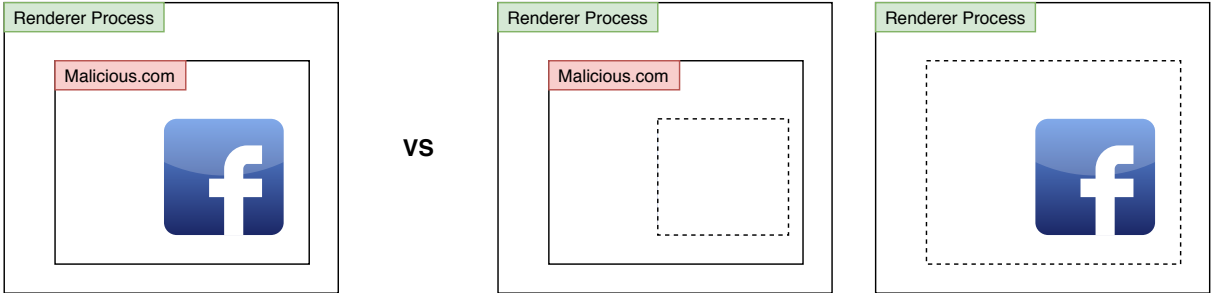 Renderer Process
Malicious.com
f
VS
Renderer Process
Malicious.com
Renderer Process
f